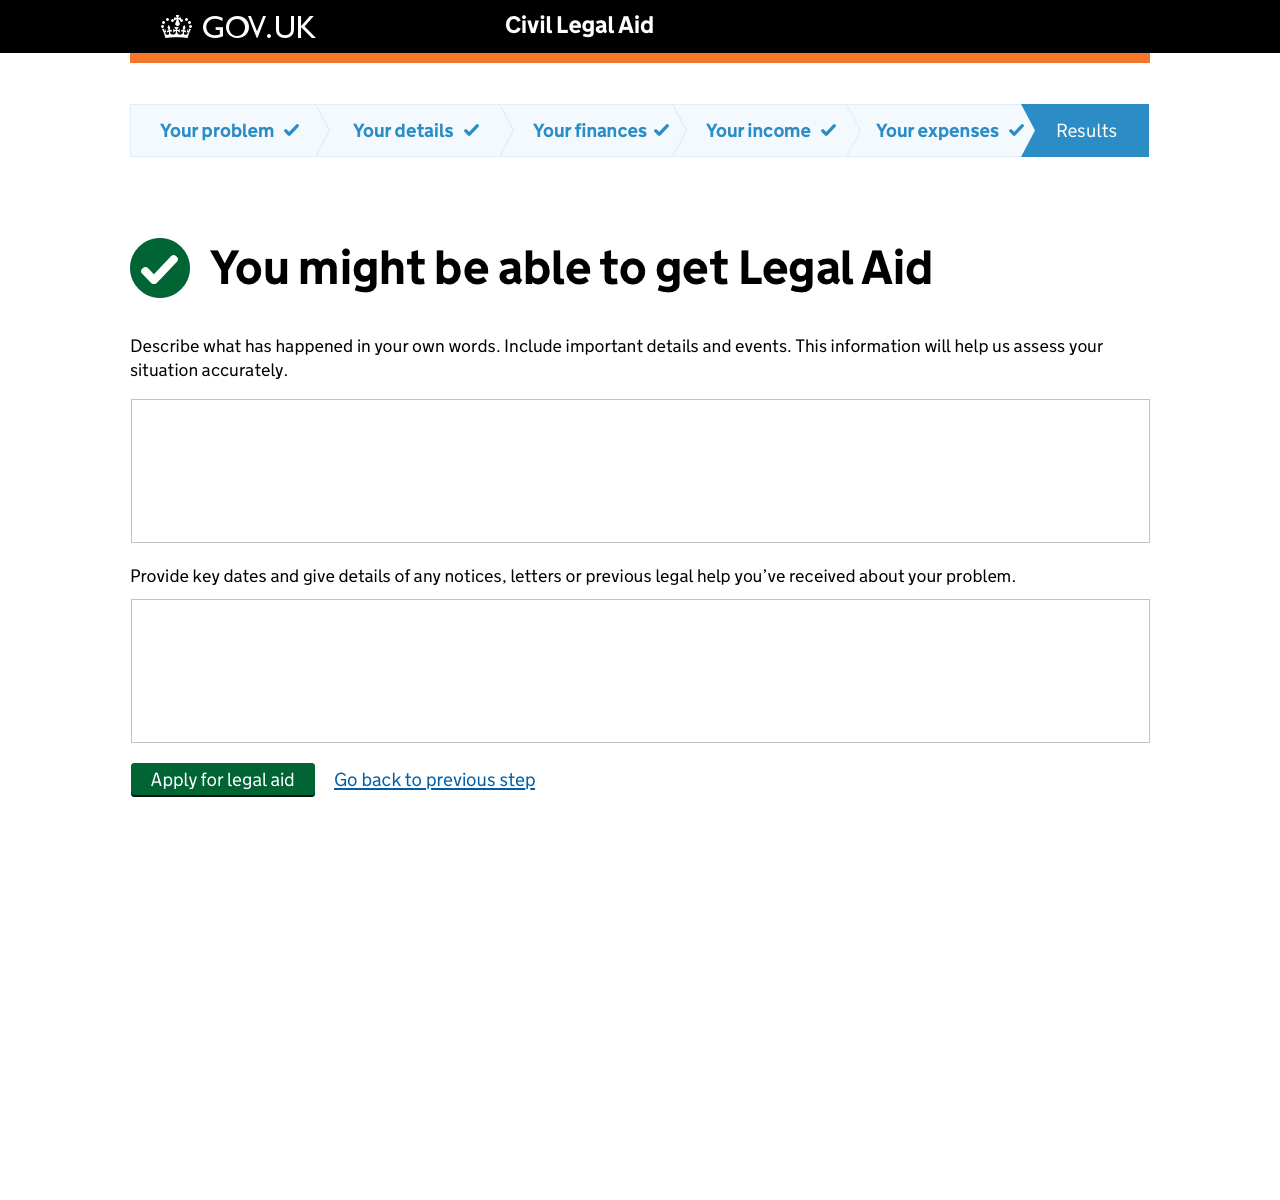 GOV.UK
Civil Legal Aid
Your problem
Your details
Your finances
Your income
Your expenses
Results
You might be able to get Legal Aid
Describe what has happened in your own words. Include important details and events. This information will help us assess your
situation accurately.
Provide key dates and give details of any notices, letters or previous legal help you’ve received about your problem.
Apply for legal aid
Go back to previous step